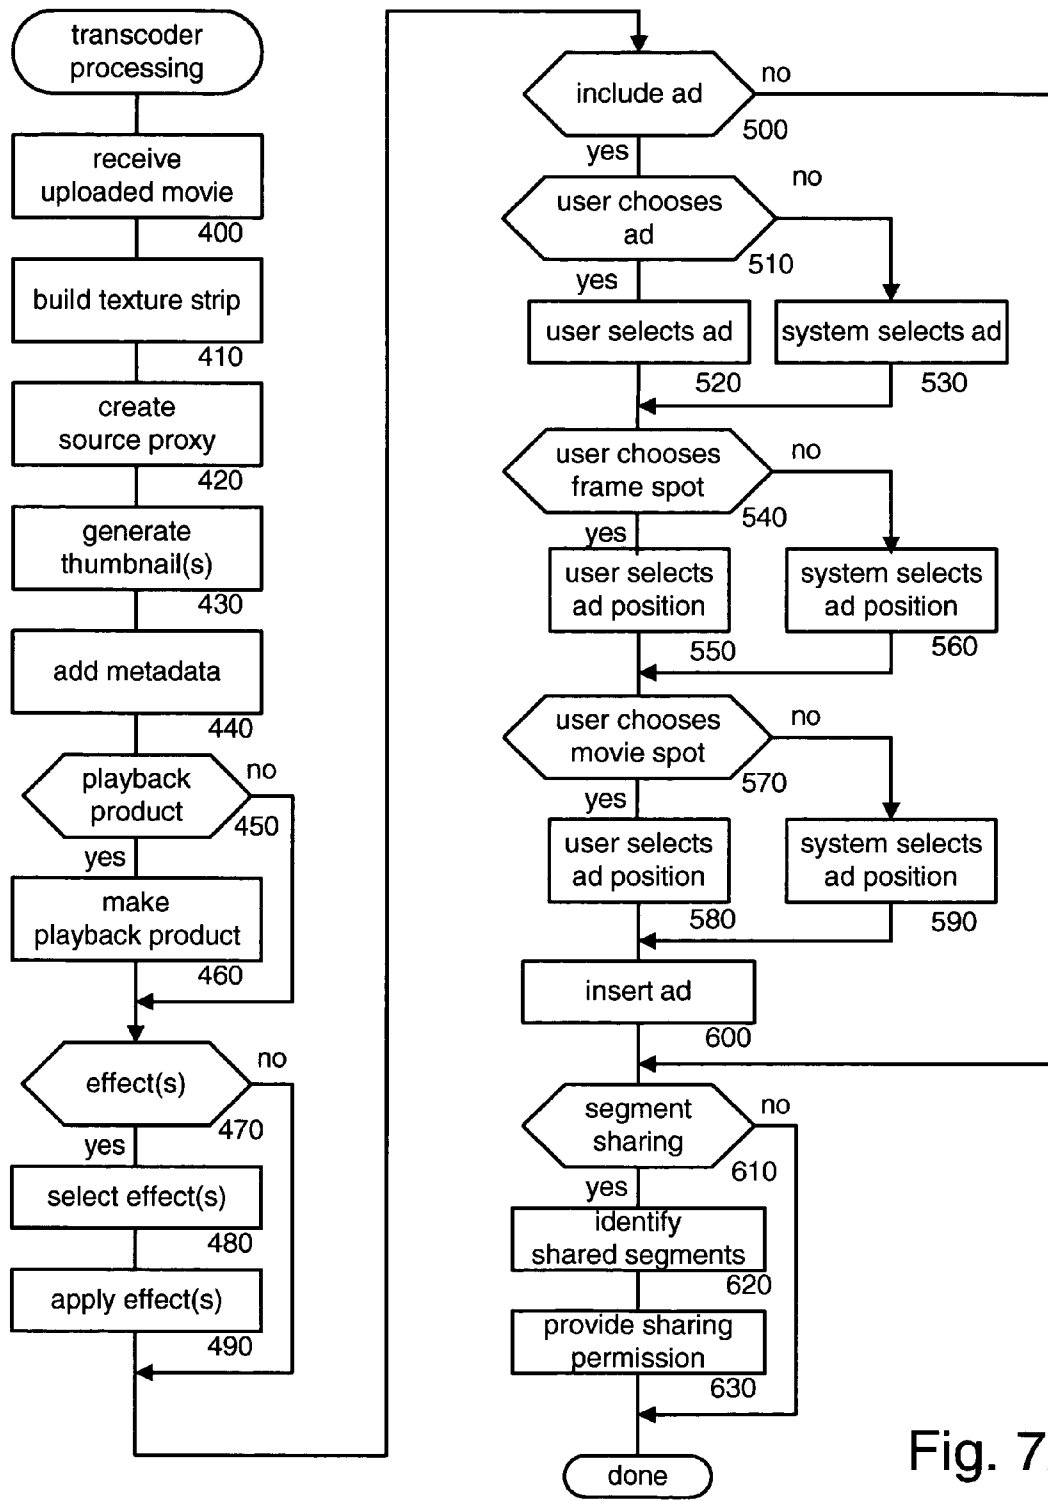 transcoder
processing
receive
uploaded movie
400
build texture strip
410
create
source proxy
420
generate
thumbnail(s)
430
add metadata
440
playback
product
no
450
yes
make
playback product
460
effect(s)
no
470
yes
select effect(s)
480
apply effect(s)
490
include ad
no
500
yes
user chooses
ad
no
510
yes
user selects ad
520
system selects ad
530
user chooses
frame spot
no
540
yes
user selects
ad position
550
system selects
ad position
560
user chooses
movie spot
no
570
yes
user selects
ad position
580
system selects
ad position
590
insert ad
600
segment
sharing
no
610
yes
identify
shared segments
620
provide sharing
permission
630
done
Fig. 7